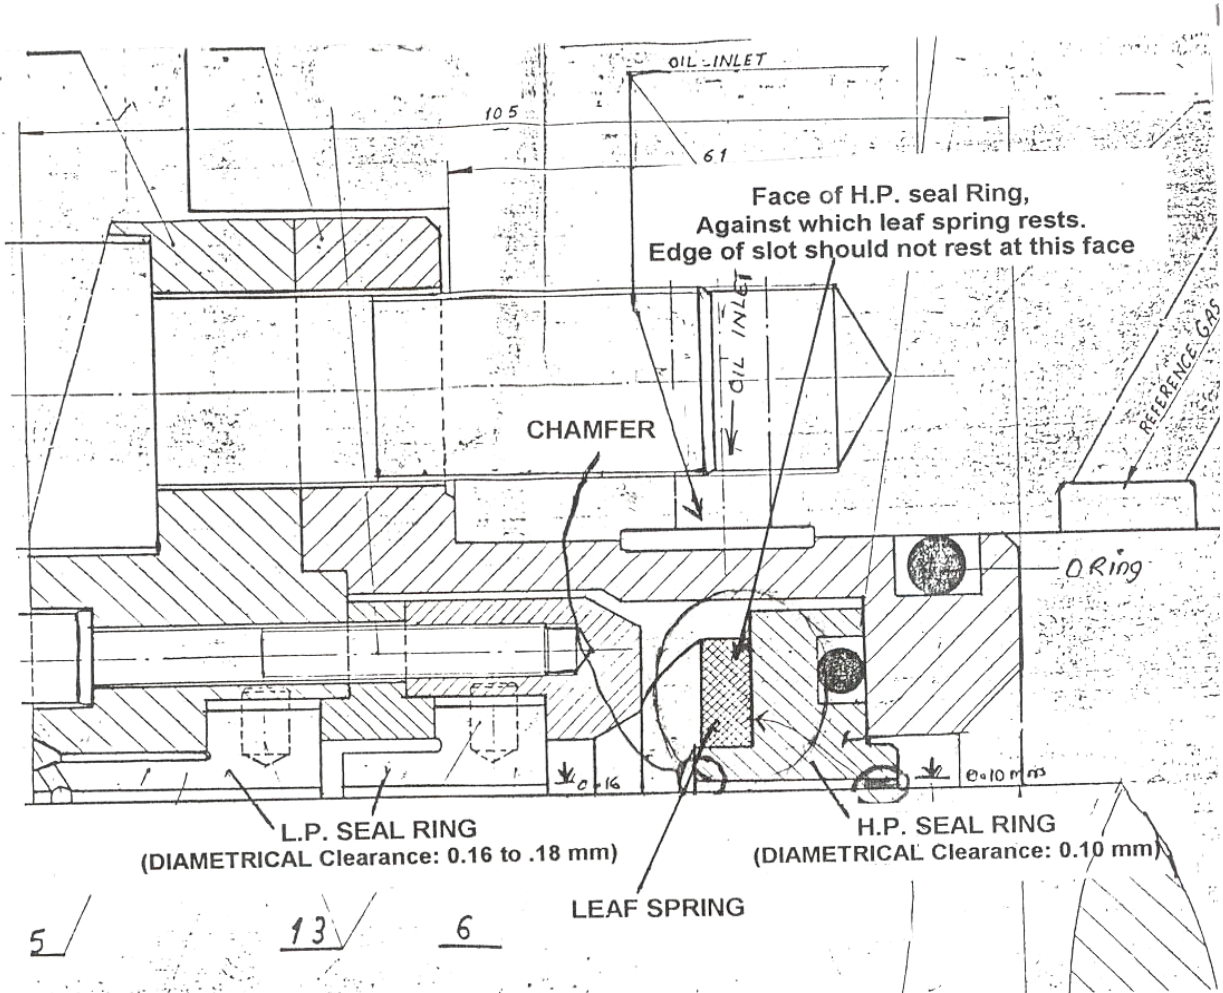 OIL-INLET
105
61
Face of H.P. seal Ring,
Against which leaf spring rests.
Edge of slot should not rest at this face
OIL INLET
REFERENCE GAS
CHAMFER
O Ring
0.16
0.10 mm
L.P. SEAL RING
(DIAMETRICAL Clearance: 0.16 to .18 mm)
H.P. SEAL RING
(DIAMETRICAL Clearance: 0.10 mm)
LEAF SPRING
5
13
6